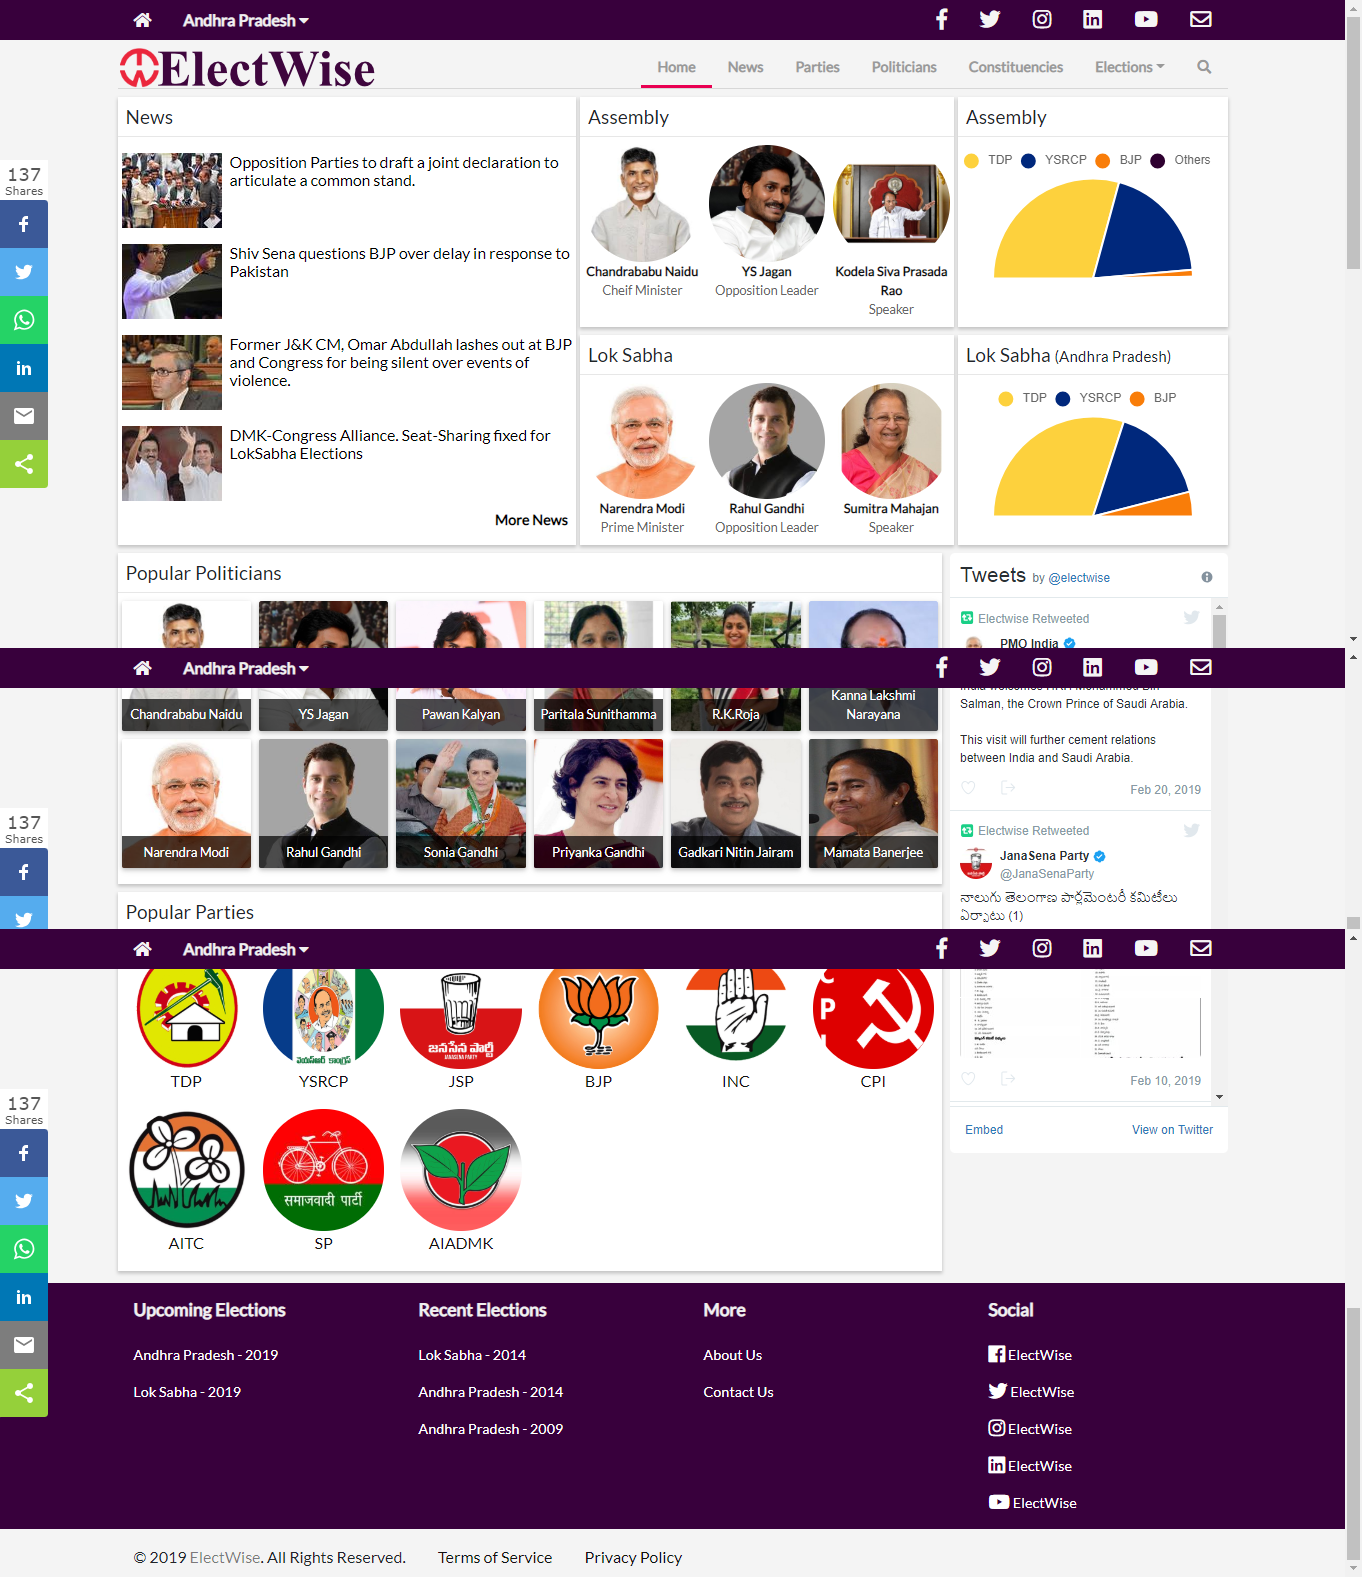 Andhra Pradesh
ElectWise
Home News Parties Politicians Constituencies Elections
News
Opposition Parties to draft a joint declaration to
articulate a common stand.
Shiv Sena questions BJP over delay in response to
Pakistan
Former J&K CM, Omar Abdullah lashes out at BJP
and Congress for being silent over events of
violence.
DMK-Congress Alliance. Seat-Sharing fixed for
LokSabha Elections
More News
Assembly
Chandrababu Naidu
Cheif Minister
YS Jagan
Opposition Leader
Kodela Siva Prasada
Rao
Speaker
Assembly
TDP YSRCP BJP Others
Lok Sabha
Narendra Modi
Prime Minister
Rahul Gandhi
Opposition Leader
Sumitra Mahajan
Speaker
Lok Sabha (Andhra Pradesh)
TDP YSRCP BJP
137
Shares
Popular Politicians
Tweets by @electwise
Electwise Retweeted
PMO India
Andhra Pradesh
Chandrababu Naidu
YS Jagan
Pawan Kalyan
Paritala Sunithamma
R.K.Roja
Kanna Lakshmi
Narayana
Narendra Modi
Rahul Gandhi
Sonia Gandhi
Priyanka Gandhi
Gadkari Nitin Jairam
Mamata Banerjee
Salman, the Crown Prince of Saudi Arabia.
This visit will further cement relations
between India and Saudi Arabia.
Feb 20, 2019
Electwise Retweeted
JanaSena Party
@JanaSenaParty
నాలుగు తెలంగాణ పార్లమెంటరీ కమిటీలు
ఏర్పాటు (1)
137
Shares
Popular Parties
Andhra Pradesh
వైయస్ఆర్ కాంగ్రెస్
జనసేన పార్టీ
JANASENA PARTY
C
P
I
TDP
YSRCP
JSP
BJP
INC
CPI
समाजवादी पार्टी
AITC
SP
AIADMK
Feb 10, 2019
Embed
View on Twitter
137
Shares
Upcoming Elections
Andhra Pradesh - 2019
Lok Sabha - 2019
Recent Elections
Lok Sabha - 2014
Andhra Pradesh - 2014
Andhra Pradesh - 2009
More
About Us
Contact Us
Social
ElectWise
ElectWise
ElectWise
ElectWise
ElectWise
© 2019 ElectWise. All Rights Reserved. Terms of Service Privacy Policy